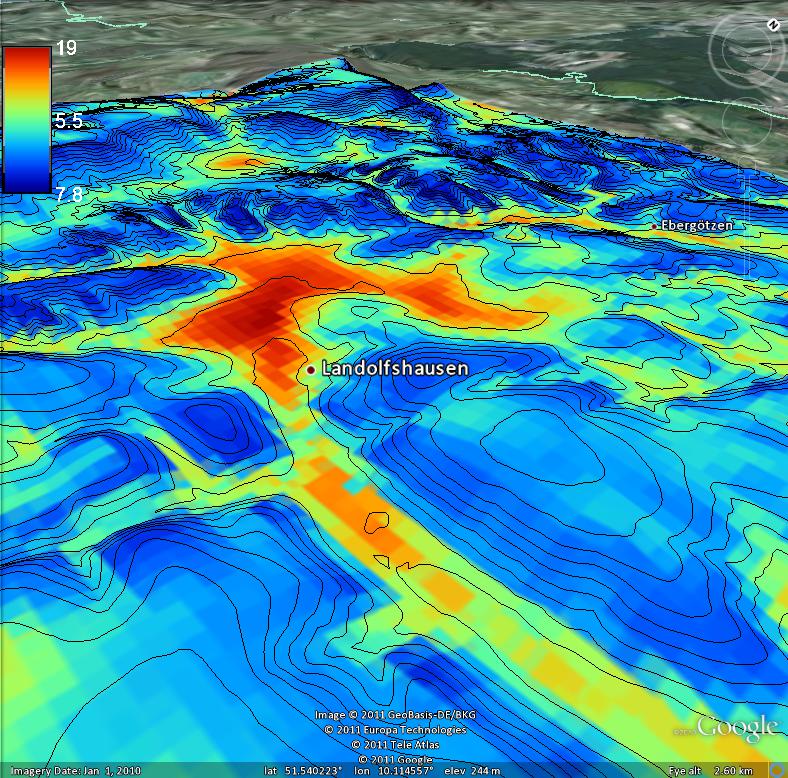 N
19
5.5
7.8
Ebergötzen
Landolfshausen
Image © 2011 GeoBasis-DE/BKG
© 2011 Europa Technologies
© 2011 Tele Atlas
© 2011 Google
Google
Imagery Date: Jan 1, 2010 lat 51.540223° lon 10.114557° elev 244 m Eye alt 2.60 km